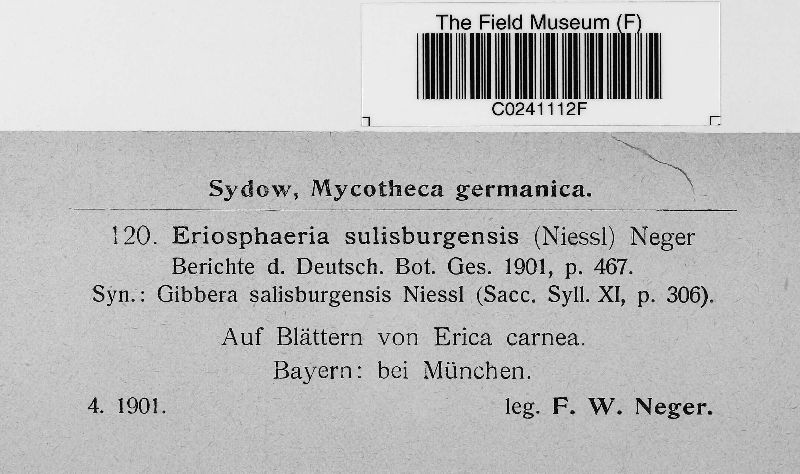 The Field Museum (F)
C0241112F
Sydow, Mycotheca germanica.
120. Eriosphaeria sulisburgensis (Niessl) Neger
Berichte d. Deutsch. Bot. Ges. 1901, p. 467.
Syn.: Gibbera salisburgensis Niessl (Sacc. Syll. XI, p. 306).
Auf Blättern von Erica carnea.
Bayern: bei München.
4. 1901. leg. F. W. Neger.